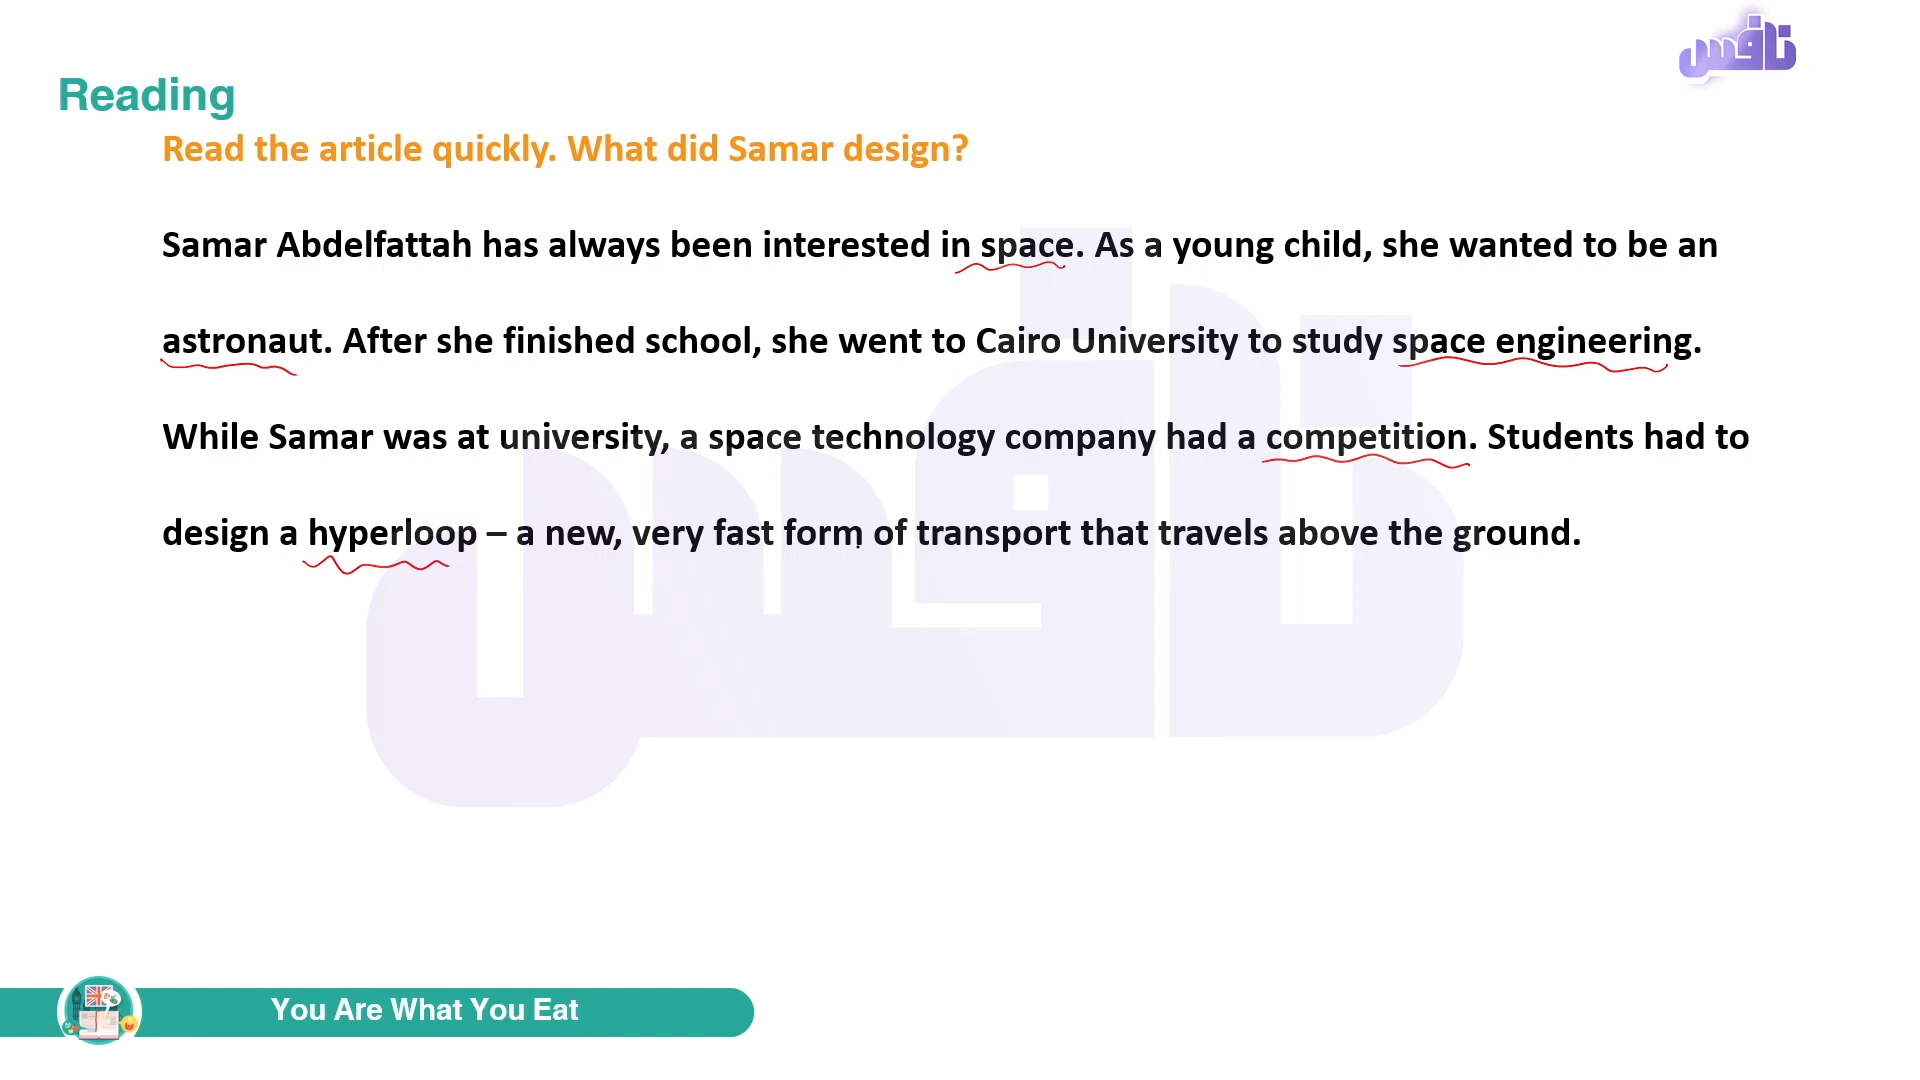 نافس
Reading
Read the article quickly. What did Samar design?
Samar Abdelfattah has always been interested in space. As a young child, she wanted to be an
astronaut. After she finished school, she went to Cairo University to study space engineering.
While Samar was at university, a space technology company had a competition. Students had to
design a hyperloop – a new, very fast form of transport that travels above the ground.
You Are What You Eat